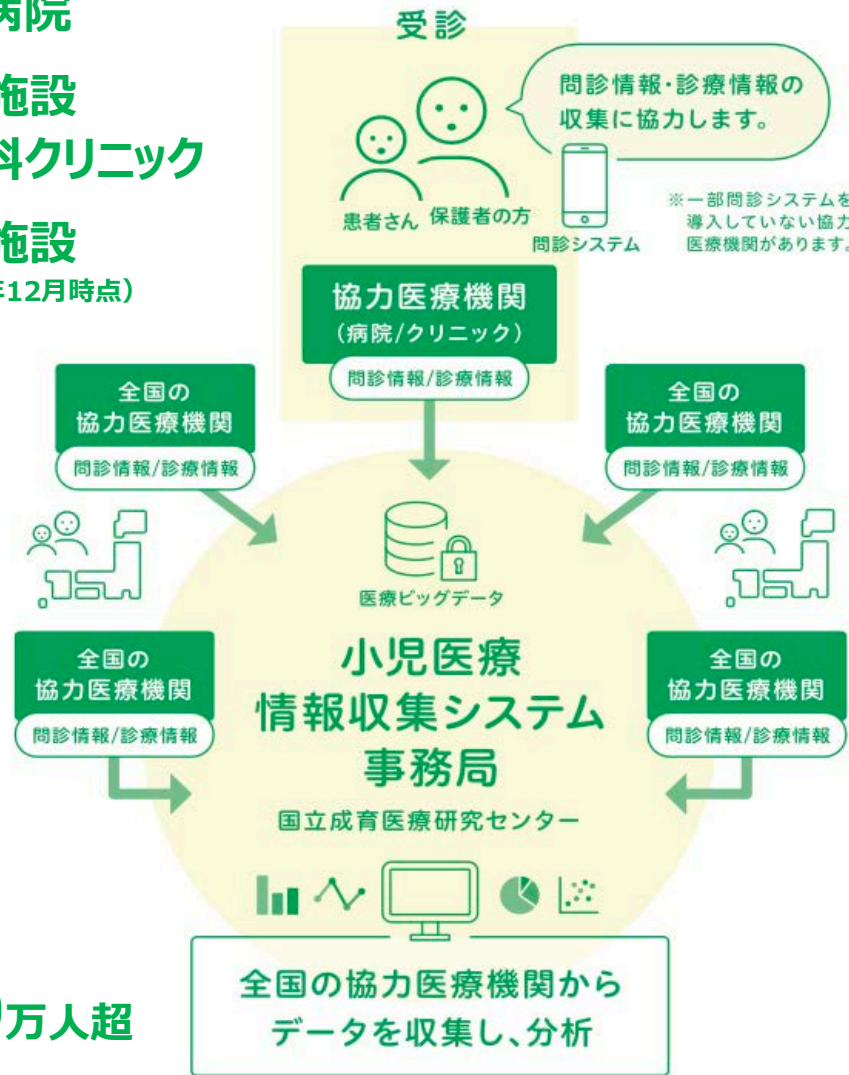 病院
施設
科クリニック
施設
年12月時点）
受診
問診情報・診療情報の
収集に協力します。
患者さん
保護者の方
問診システム
※一部問診システムを
導入していない協力
医療機関があります。
協力医療機関
（病院/クリニック）
問診情報/診療情報
全国の
協力医療機関
問診情報/診療情報
全国の
協力医療機関
問診情報/診療情報
医療ビッグデータ
全国の
協力医療機関
問診情報/診療情報
全国の
協力医療機関
問診情報/診療情報
小児医療
情報収集システム
事務局
国立成育医療研究センター
万人超
全国の協力医療機関から
データを収集し、分析